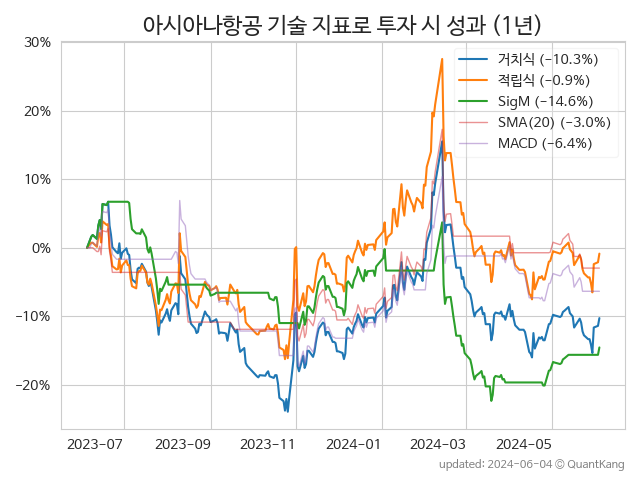 아시아나항공 기술 지표로 투자 시 성과 (1년)
30%
20%
10%
0%
−10%
−20%
거치식 (−10.3%)
적립식 (−0.9%)
SigM (−14.6%)
SMA(20) (−3.0%)
MACD (−6.4%)
2023-07 2023-09 2023-11 2024-01 2024-03 2024-05
updated: 2024-06-04 © QuantKang